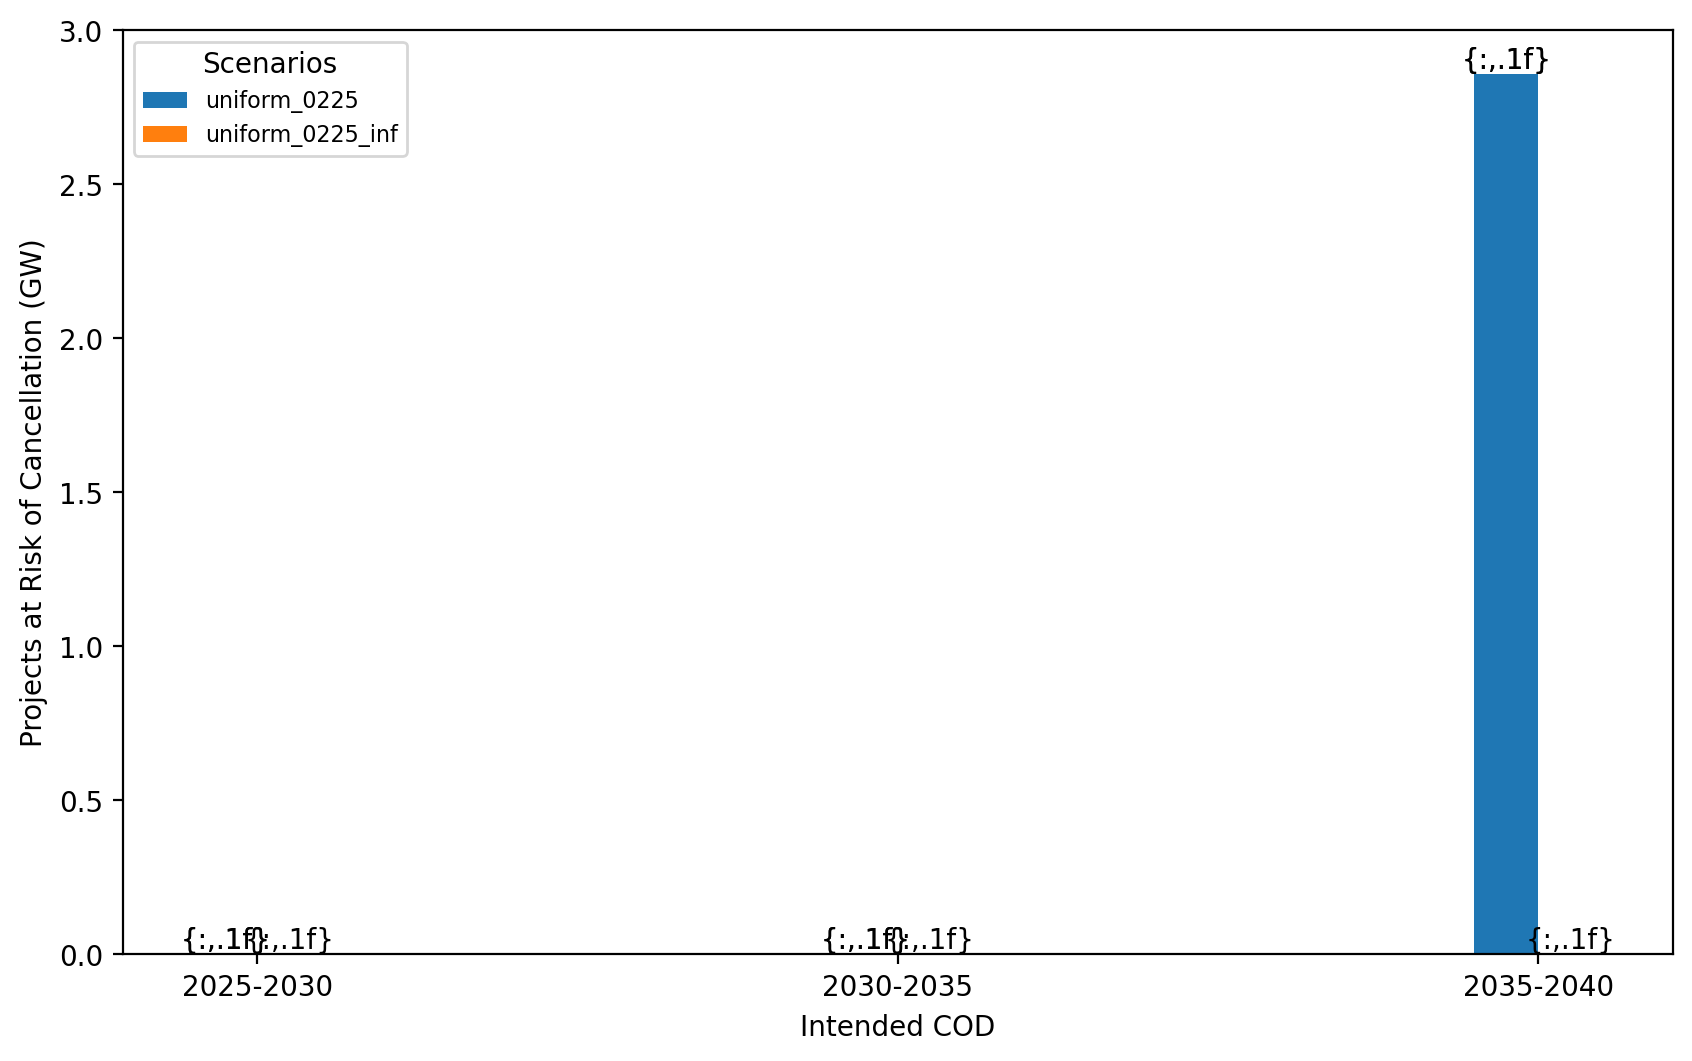 3.0
2.5
2.0
1.5
1.0
0.5
0.0
Projects at Risk of Cancellation (GW)
Scenarios
uniform_0225
uniform_0225_inf
{:,.1f}
{:,.1f} {:,.1f}
{:,.1f} {:,.1f}
{:,.1f}
2025-2030
2030-2035
2035-2040
Intended COD